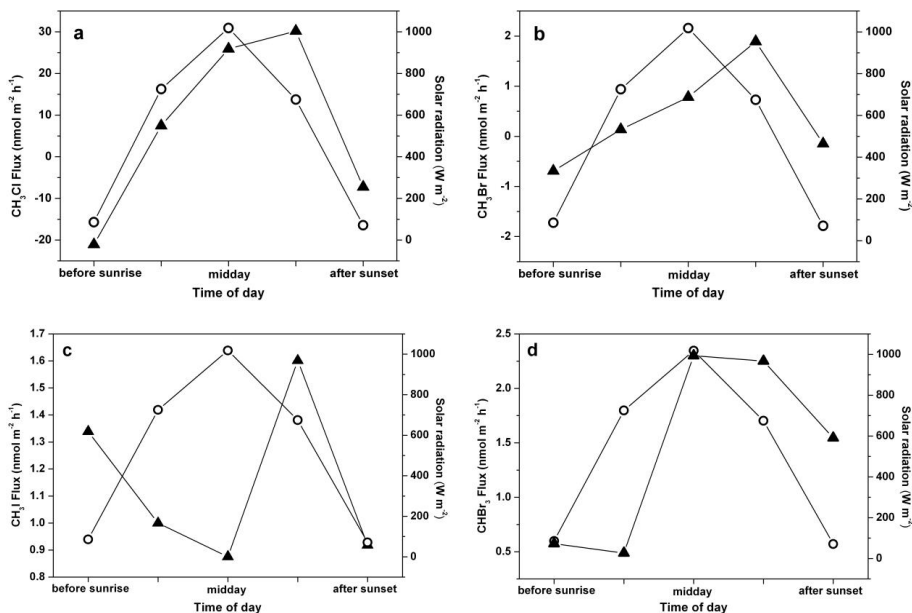 a
30
20
10
0
-10
-20
CH3Cl Flux (nmol m-2 h-1)
1000
800
600
400
200
0
Solar radiation (W m-2)
before sunrise
midday
after sunset
Time of day
b
2
1
0
-1
-2
CH3Br Flux (nmol m-2 h-1)
1000
800
600
400
200
0
Solar radiation (W m-2)
before sunrise
midday
after sunset
Time of day
c
1.7
1.6
1.5
1.4
1.3
1.2
1.1
1.0
0.9
0.8
CH3I Flux (nmol m-2 h-1)
1000
800
600
400
200
0
Solar radiation (W m-2)
before sunrise
midday
after sunset
Time of day
d
2.5
2.0
1.5
1.0
0.5
CHBr3 Flux (nmol m-2 h-1)
1000
800
600
400
200
0
Solar radiation (W m-2)
before sunrise
midday
after sunset
Time of day